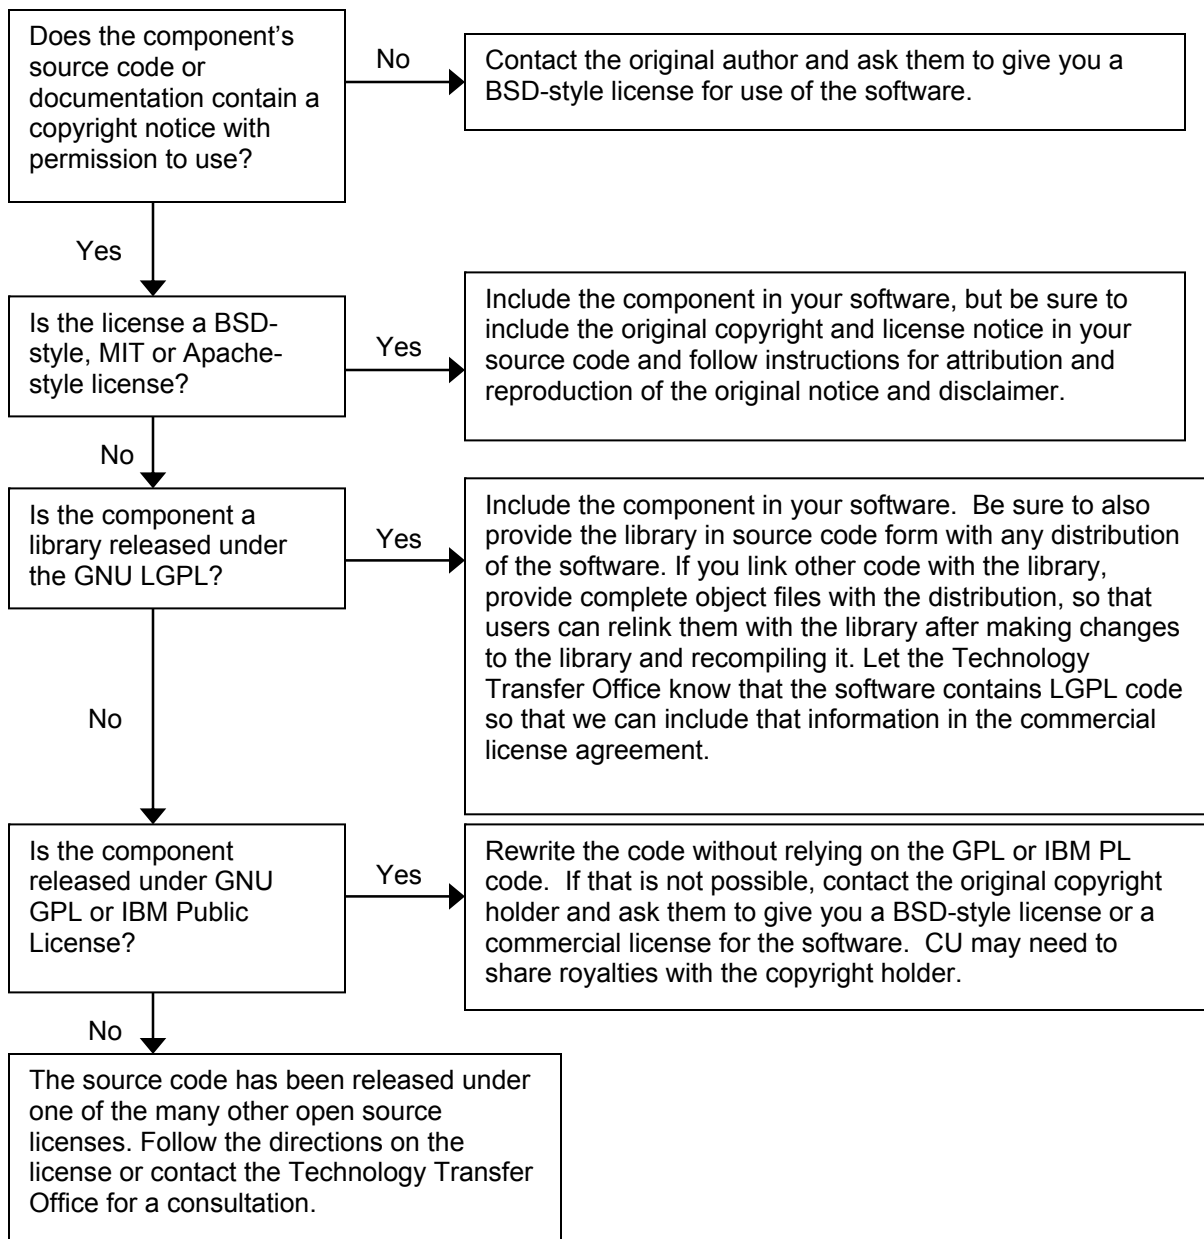 Does the component's
source code or
documentation contain a
copyright notice with
permission to use?
No
Contact the original author and ask them to give you a
BSD-style license for use of the software.
Yes
Is the license a BSD-
style, MIT or Apache-
style license?
Yes
Include the component in your software, but be sure to
include the original copyright and license notice in your
source code and follow instructions for attribution and
reproduction of the original notice and disclaimer.
No
Is the component a
library released under
the GNU LGPL?
Yes
Include the component in your software.  Be sure to also
provide the library in source code form with any distribution
of the software. If you link other code with the library,
provide complete object files with the distribution, so that
users can relink them with the library after making changes
to the library and recompiling it. Let the Technology
Transfer Office know that the software contains LGPL code
so that we can include that information in the commercial
license agreement.
No
Is the component
released under GNU
GPL or IBM Public
License?
Yes
Rewrite the code without relying on the GPL or IBM PL
code.  If that is not possible, contact the original copyright
holder and ask them to give you a BSD-style license or a
commercial license for the software.  CU may need to
share royalties with the copyright holder.
No
The source code has been released under
one of the many other open source
licenses. Follow the directions on the
license or contact the Technology Transfer
Office for a consultation.